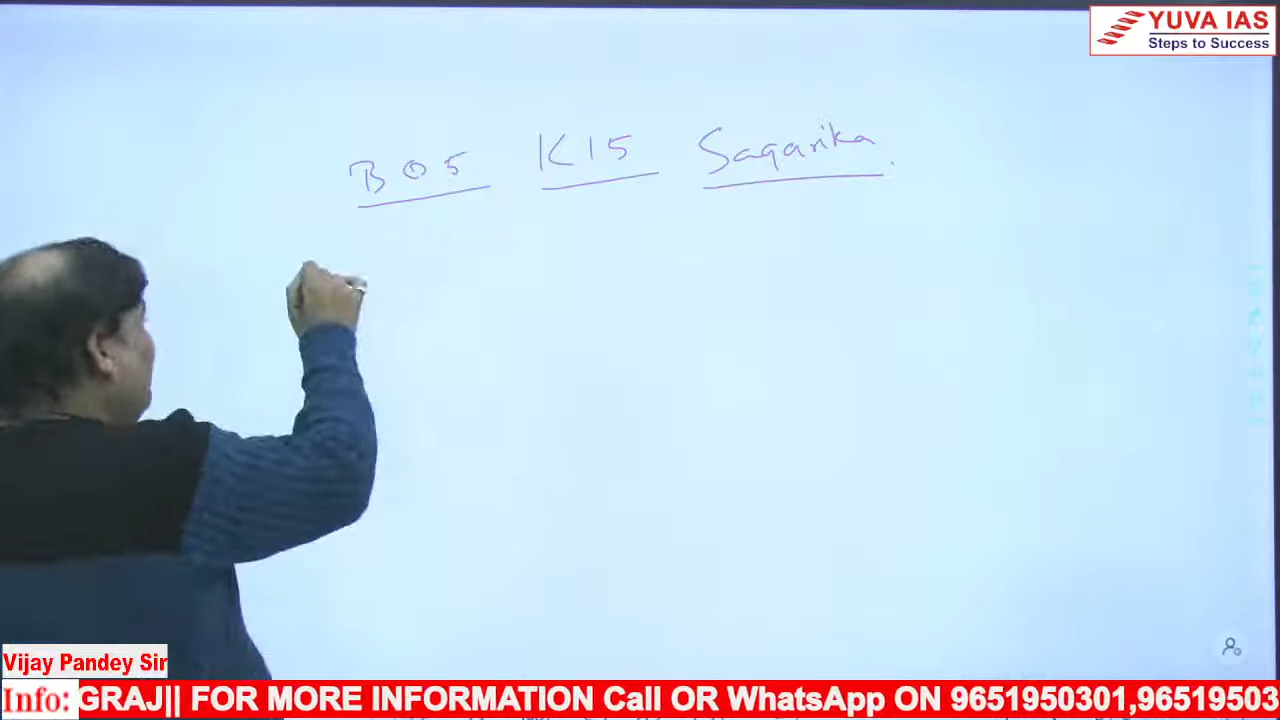 YUVA IAS
Steps to Success
B05 K15 Sagarika
Vijay Pandey Sir
Info: GRAJ|| FOR MORE INFORMATION Call OR WhatsApp ON 9651950301,96519503